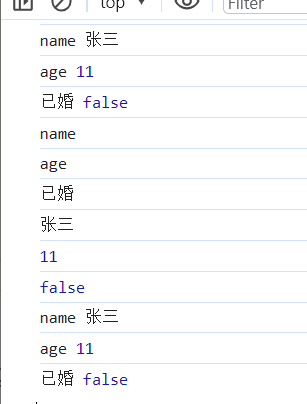 top Filter
name 张三
age 11
已婚 false
name
age
已婚
张三
11
false
name 张三
age 11
已婚 false